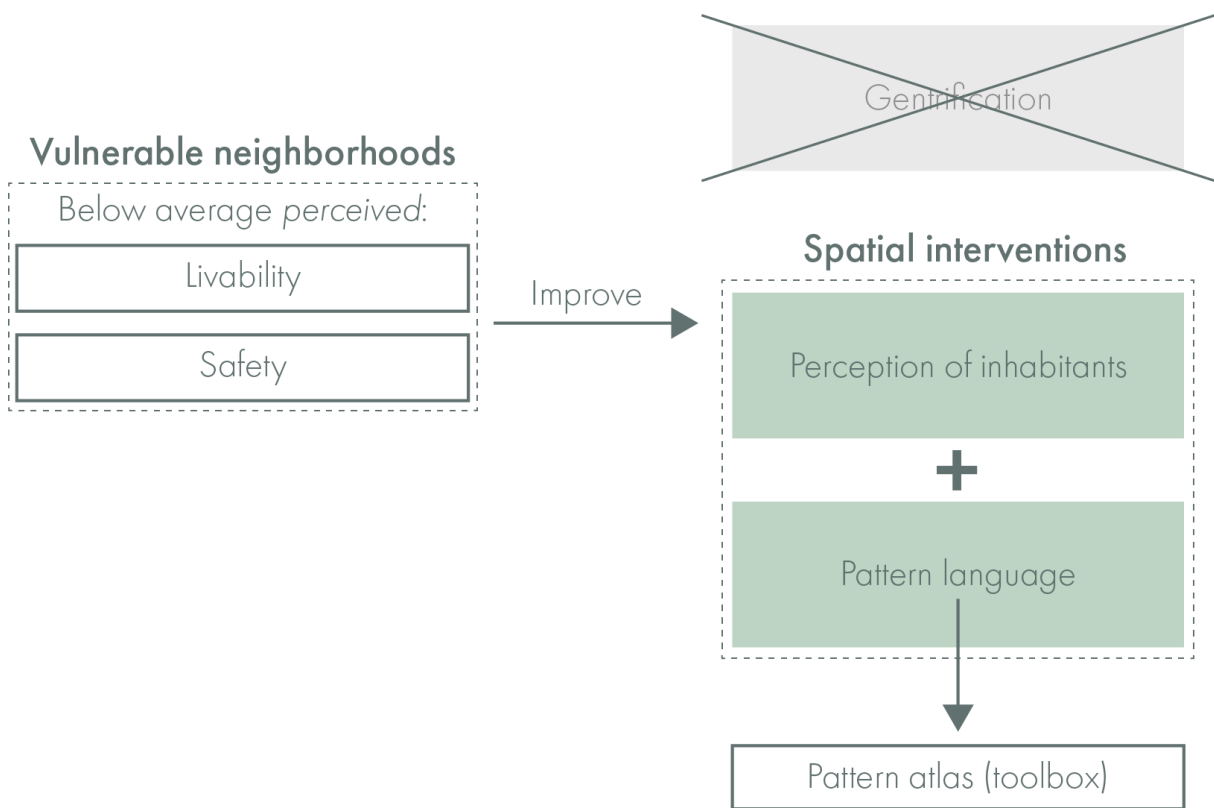 Gentrification
Vulnerable neighborhoods
Below average perceived:
Livability
Safety
Improve
Spatial interventions
Perception of inhabitants
+
Pattern language
Pattern atlas (toolbox)